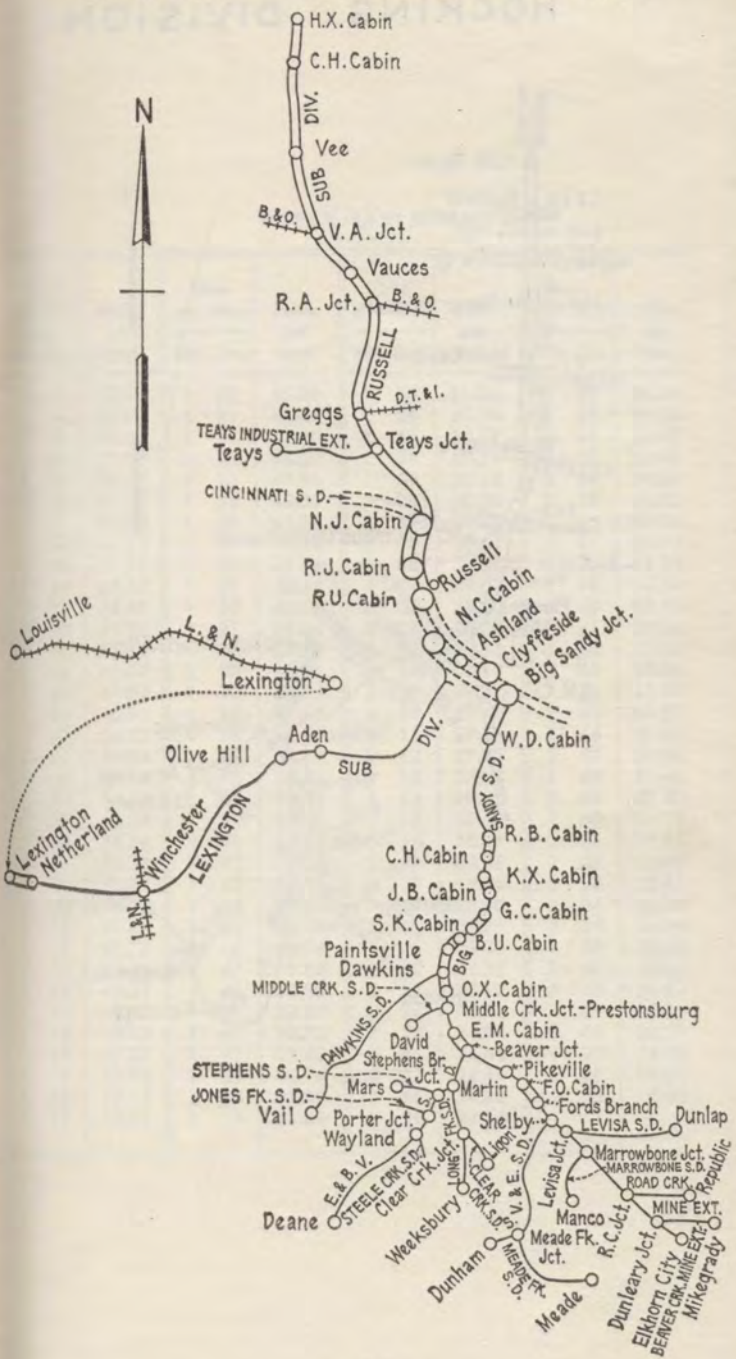 H.X. Cabin
C.H. Cabin
DIV.
N
Vee
SUB
B. & O.
V. A. Jct.
Vauces
R. A. Jct.
B. & O.
RUSSELL
Greggs
D. T. & I.
TEAYS INDUSTRIAL EXT.
Teays
Teays Jct.
CINCINNATI S. D.
N. J. Cabin
R. J. Cabin
Russell
R.U. Cabin
N.C. Cabin
Ashland
Clyffeside
Big Sandy Jct.
Louisville
L. & N.
Lexington
W. D. Cabin
Aden
Olive Hill
SUB
DIV.
SANDY S. D.
Lexington
Netherland
Winchester
LEXINGTON
L&N.
R. B. Cabin
C.H. Cabin
K.X. Cabin
J. B. Cabin
G.C. Cabin
S. K. Cabin
B.U. Cabin
Paintsville
Dawkins
BIG
MIDDLE CRK. S.D.
O.X. Cabin
Middle Crk. Jct.-Prestonsburg
DAWKINS S.D.
David
E.M. Cabin
Beaver Jct.
STEPHENS S.D.
Stephens Br. Jct.
Pikeville
JONES FK. S.D.
Mars
Martin
F.O. Cabin
Vail
Porter Jct.
Fords Branch
Wayland
Shelby
LEVISA S.D.
Dunlap
E. & B. V. S. D.
STEELE CRK. S.D.
Clear Crk. Jct.
LONG FK. S.D.
Ligon
CLEAR CRK. S.D.
Levisa Jct.
Marrowbone Jct.
MARROWBONE S.D.
ROAD CRK.
Republic
MINE EXT.
Deane
Weeksbury
S. V. & E. S. D.
Manco
R.C. Jct.
Dunham
Meade Fk. Jct.
MEADE FK. S.D.
Meade
Dunleary Jct.
Elkhorn City
BEAVER CRK. MINE EXT.
Mikegrady